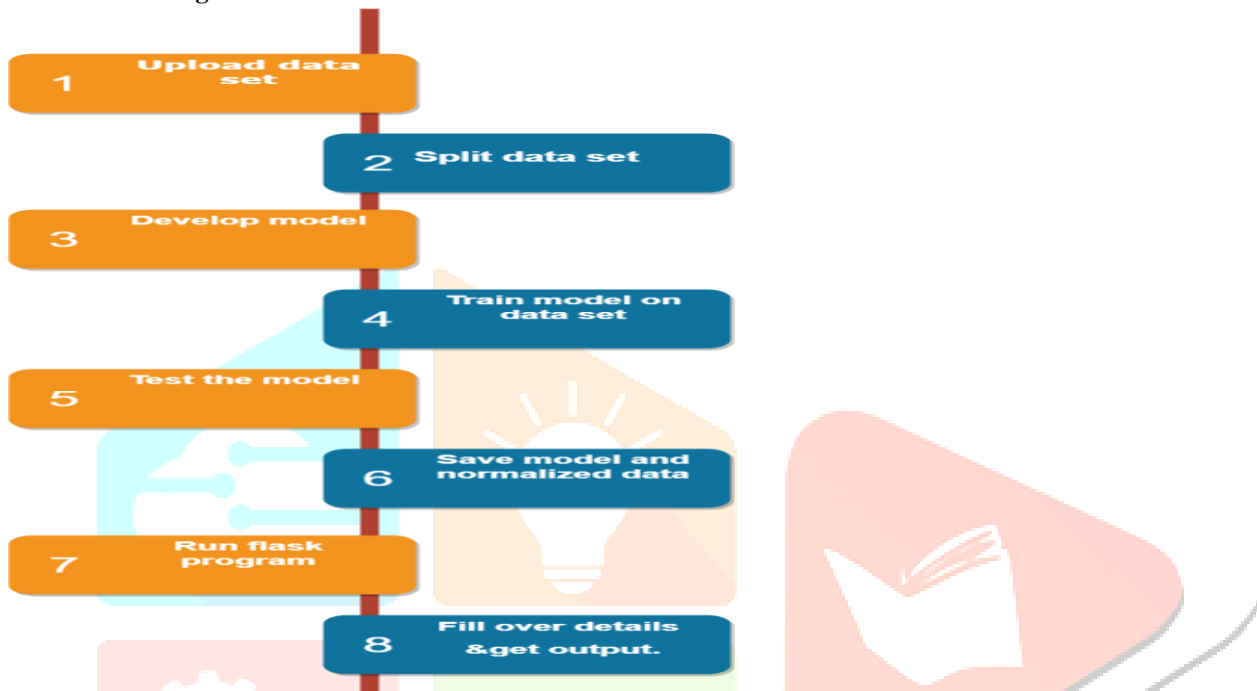 1
Upload data
set
2
Split data set
3
Develop model
4
Train model on
data set
5
Test the model
6
Save model and
normalized data
7
Run flask
program
8
Fill over details
&get output.